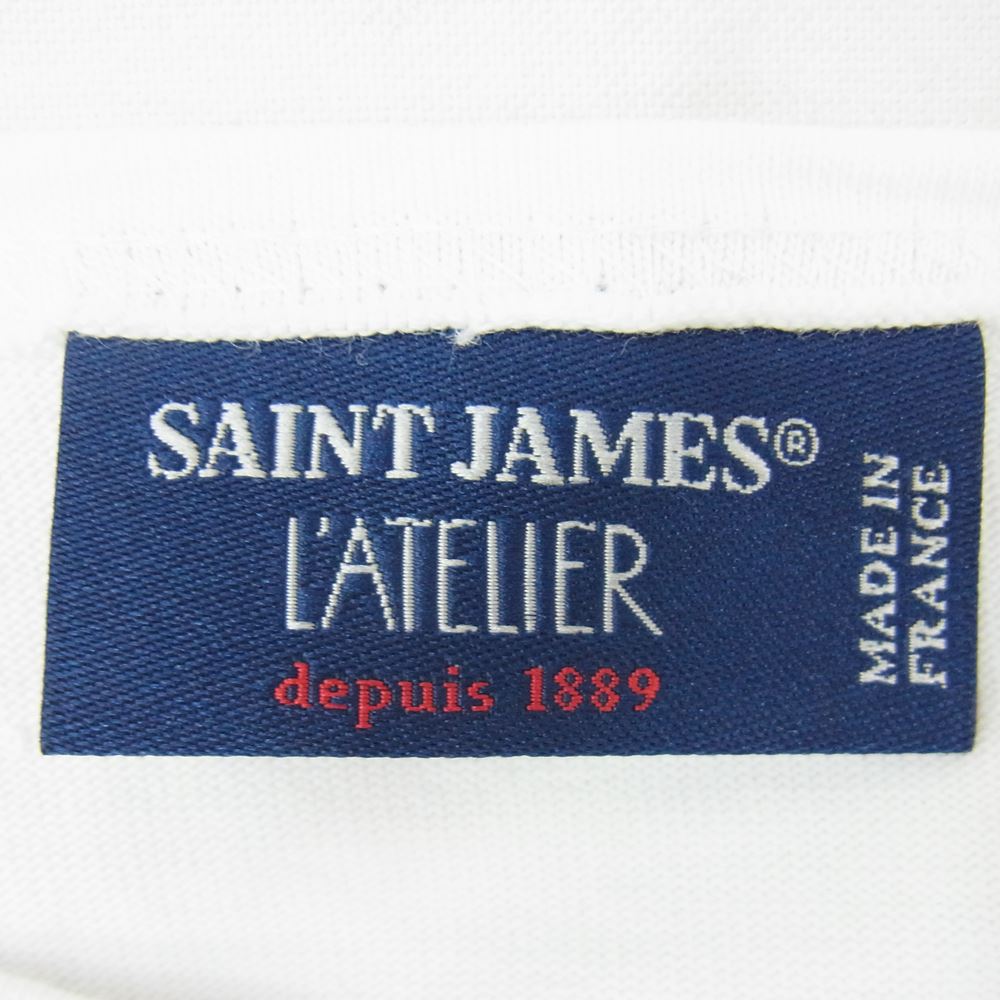 SAINT JAMES®
L'ATELIER
depuis 1889
MADE IN
FRANCE